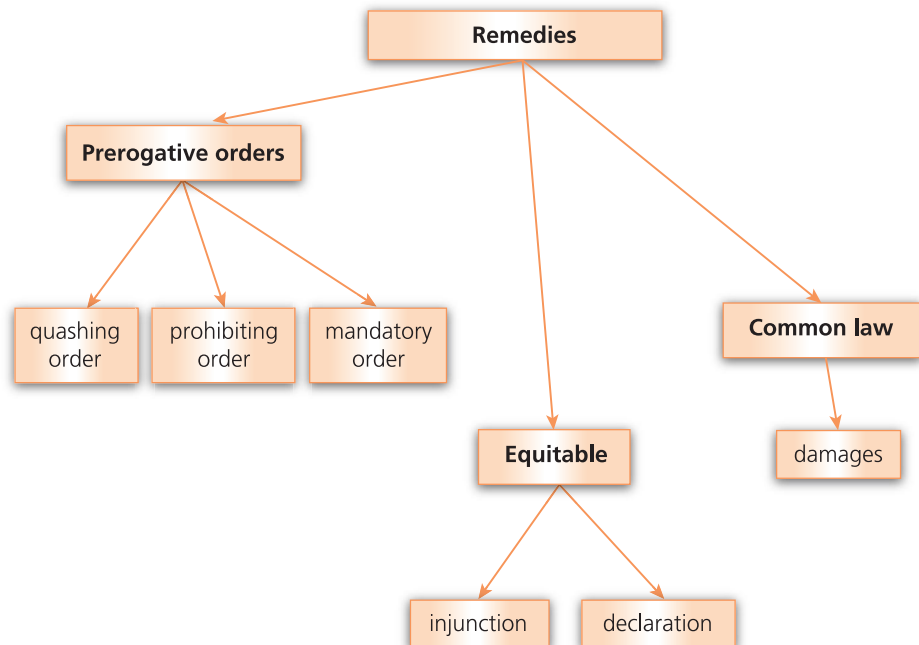 Remedies
Prerogative orders
quashing
order
prohibiting
order
mandatory
order
Common law
damages
Equitable
injunction
declaration